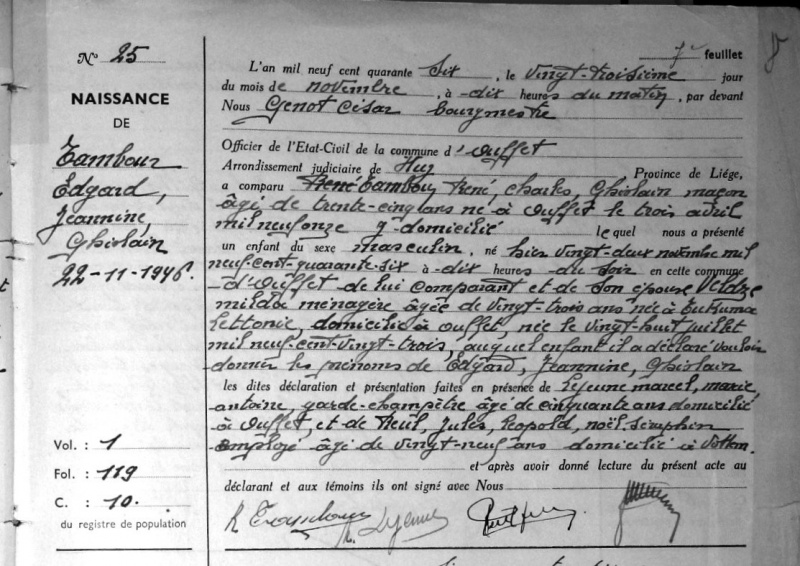 7e feuillet
N° 25
NAISSANCE
DE
Tambour
Edgard,
Jeannine,
Ghislain
22-11-1946.
Vol. : 1
Fol. : 119
C. : 10.
du registre de population
L'an mil neuf cent quarante six, le vingt-troisième jour
du mois de novembre, à dix heures du matin, par devant
Nous Genot César bourgmestre
Officier de l'Etat-Civil de la commune d'Ouffet
Arrondissement judiciaire de Huy Province de Liége,
a comparu René Tambour, René, Charles, Ghislain maçon
âgé de trente-cinq ans né à Ouffet le trois avril
mil neuf onze y domicilié lequel nous a présenté
un enfant du sexe masculin, né hier vingt-deux novembre mil
neuf-cent-quarante-six à dix heures du soir en cette commune
d'Ouffet de lui comparant et de son épouse
ménagère âgée de vingt-trois ans née à
Lettonie, domicilié à Ouffet, née le vingt-huit juillet
mil neuf-cent-vingt-trois, auquel enfant il a déclaré vouloir
donner les prénoms de Edgard, Jeannine, Ghislain
les dites déclaration et présentation faites en présence de Lejeune Marcel, Marie,
antoine, garde-champêtre âgé de cinquante ans domicilié
à Ouffet, et de Jules, Léopold, noël
employé âgé de vingt-neuf ans domicilié à
et après avoir donné lecture du présent acte au
déclarant et aux témoins ils ont signé avec Nous
R Tambour Lejeune